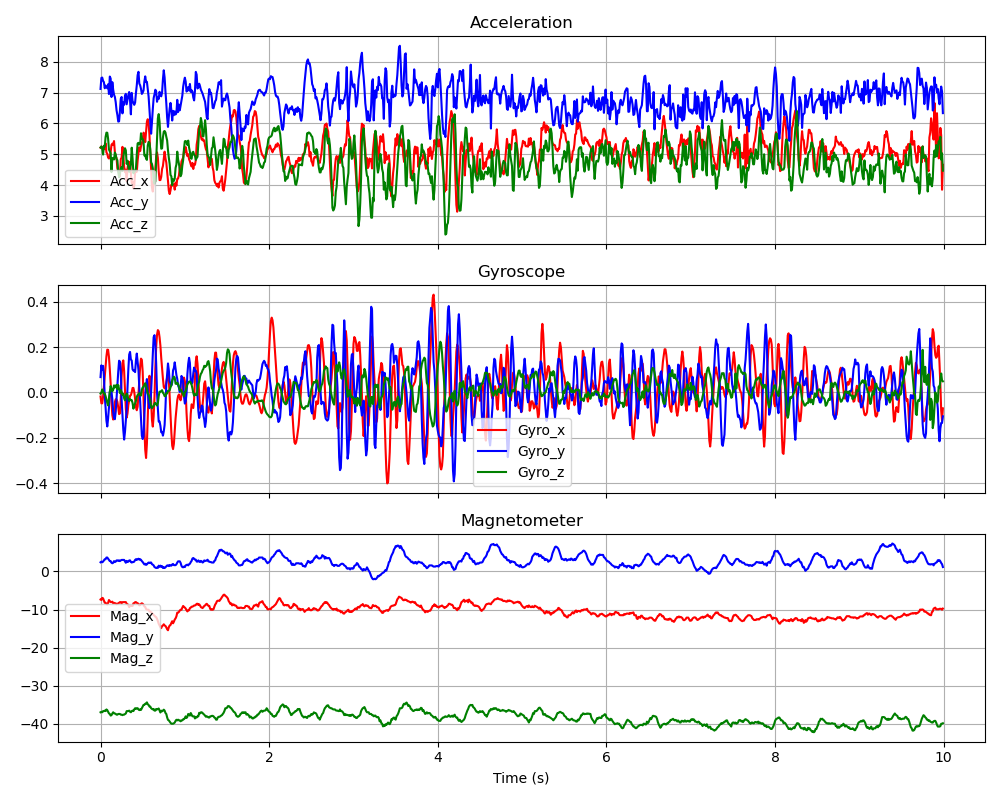 Acceleration
8
7
6
5
4
3
Acc_x
Acc_y
Acc_z
Gyroscope
0.4
0.2
0.0
−0.2
−0.4
Gyro_x
Gyro_y
Gyro_z
Magnetometer
0
−10
−20
−30
−40
Mag_x
Mag_y
Mag_z
0 2 4 6 8 10
Time (s)